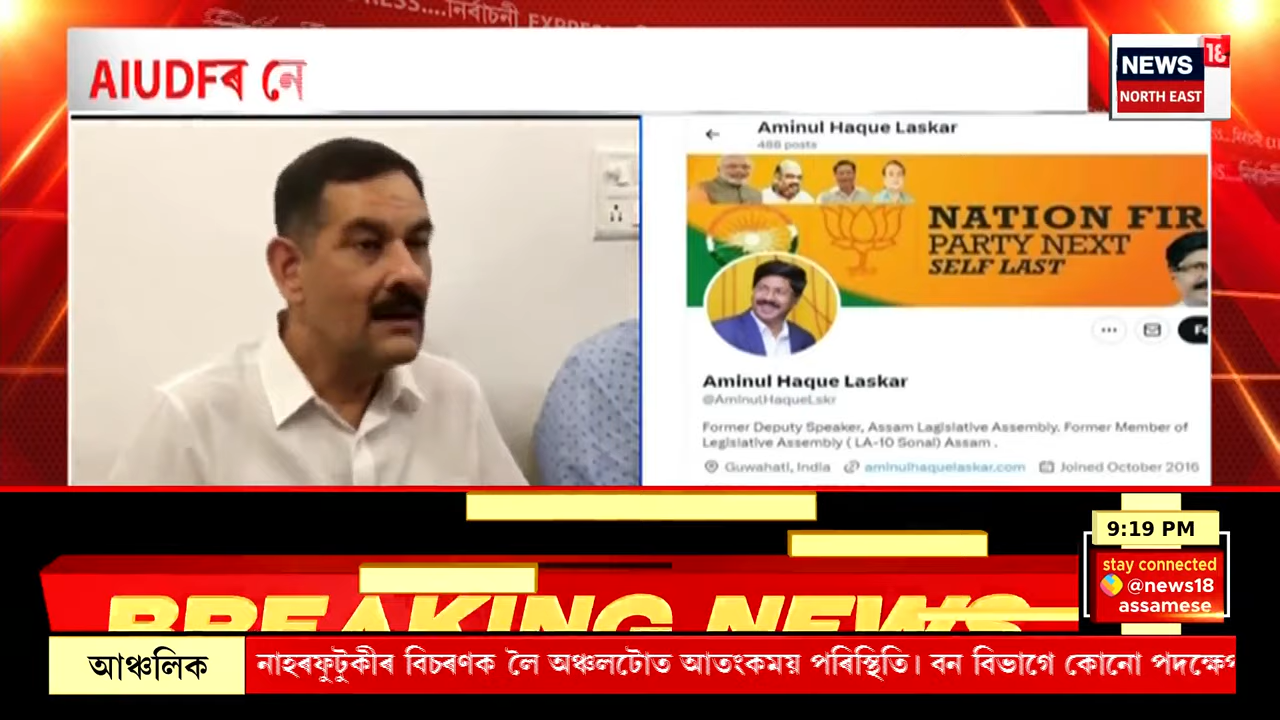 নিৰ্বাচনী EXPRESS
AIUDFৰ নে
NEWS 18
NORTH EAST
Aminul Haque Laskar
488 posts
NATION FIR
PARTY NEXT
SELF LAST
Aminul Haque Laskar
@AminulHaqueLskr
Former Deputy Speaker, Assam Lagislative Assembly. Former Member of
Legislative Assembly ( LA-10 Sonai) Assam .
Guwahati, India aminulhaquelaskar.com Joined October 2016
9:19 PM
stay connected
@news18
assamese
BREAKING NEWS
আঞ্চলিক
নাহৰফুটুকীৰ বিচৰণক লৈ অঞ্চলটোত আতংকময় পৰিস্থিতি। বন বিভাগে কোনো পদক্ষেপ